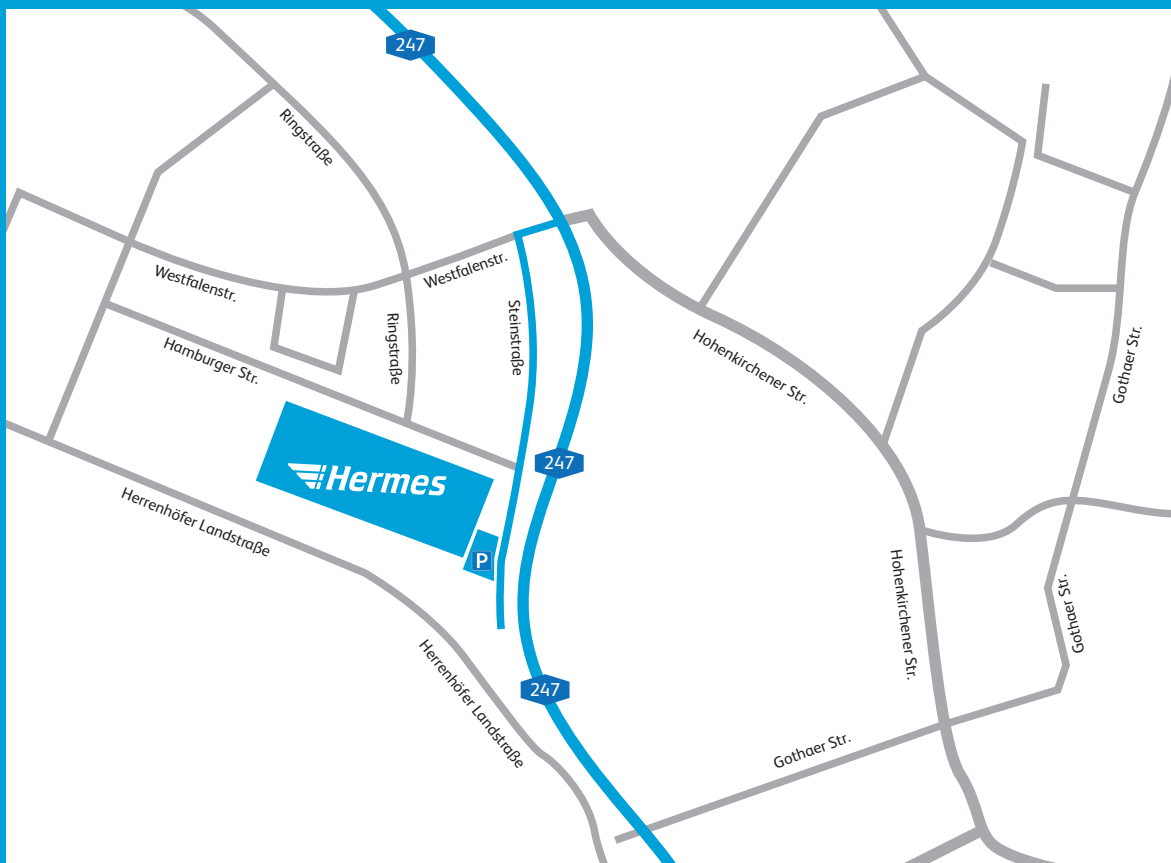 247
Ringstraße
Westfalenstr.
Westfalenstr.
Steinstraße
Ringstraße
Hamburger Str.
Hohenkirchener Str.
Gothaer Str.
247
Hermes
Herrenhöfer Landstraße
P
Hohenkirchener Str.
Gothaer Str.
Herrenhöfer Landstraße
247
Gothaer Str.